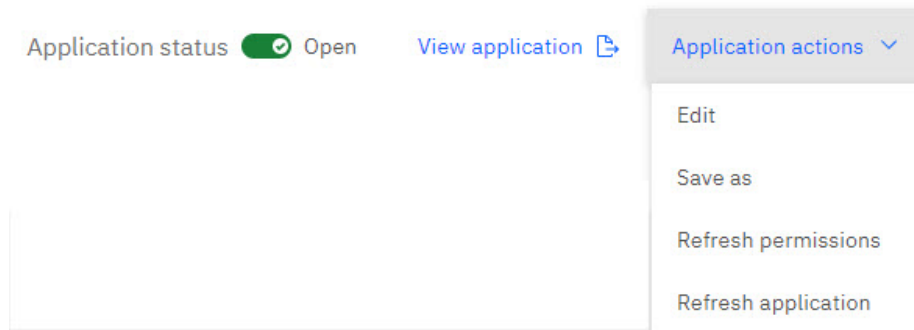 Application status Open View application Application actions
Edit
Save as
Refresh permissions
Refresh application